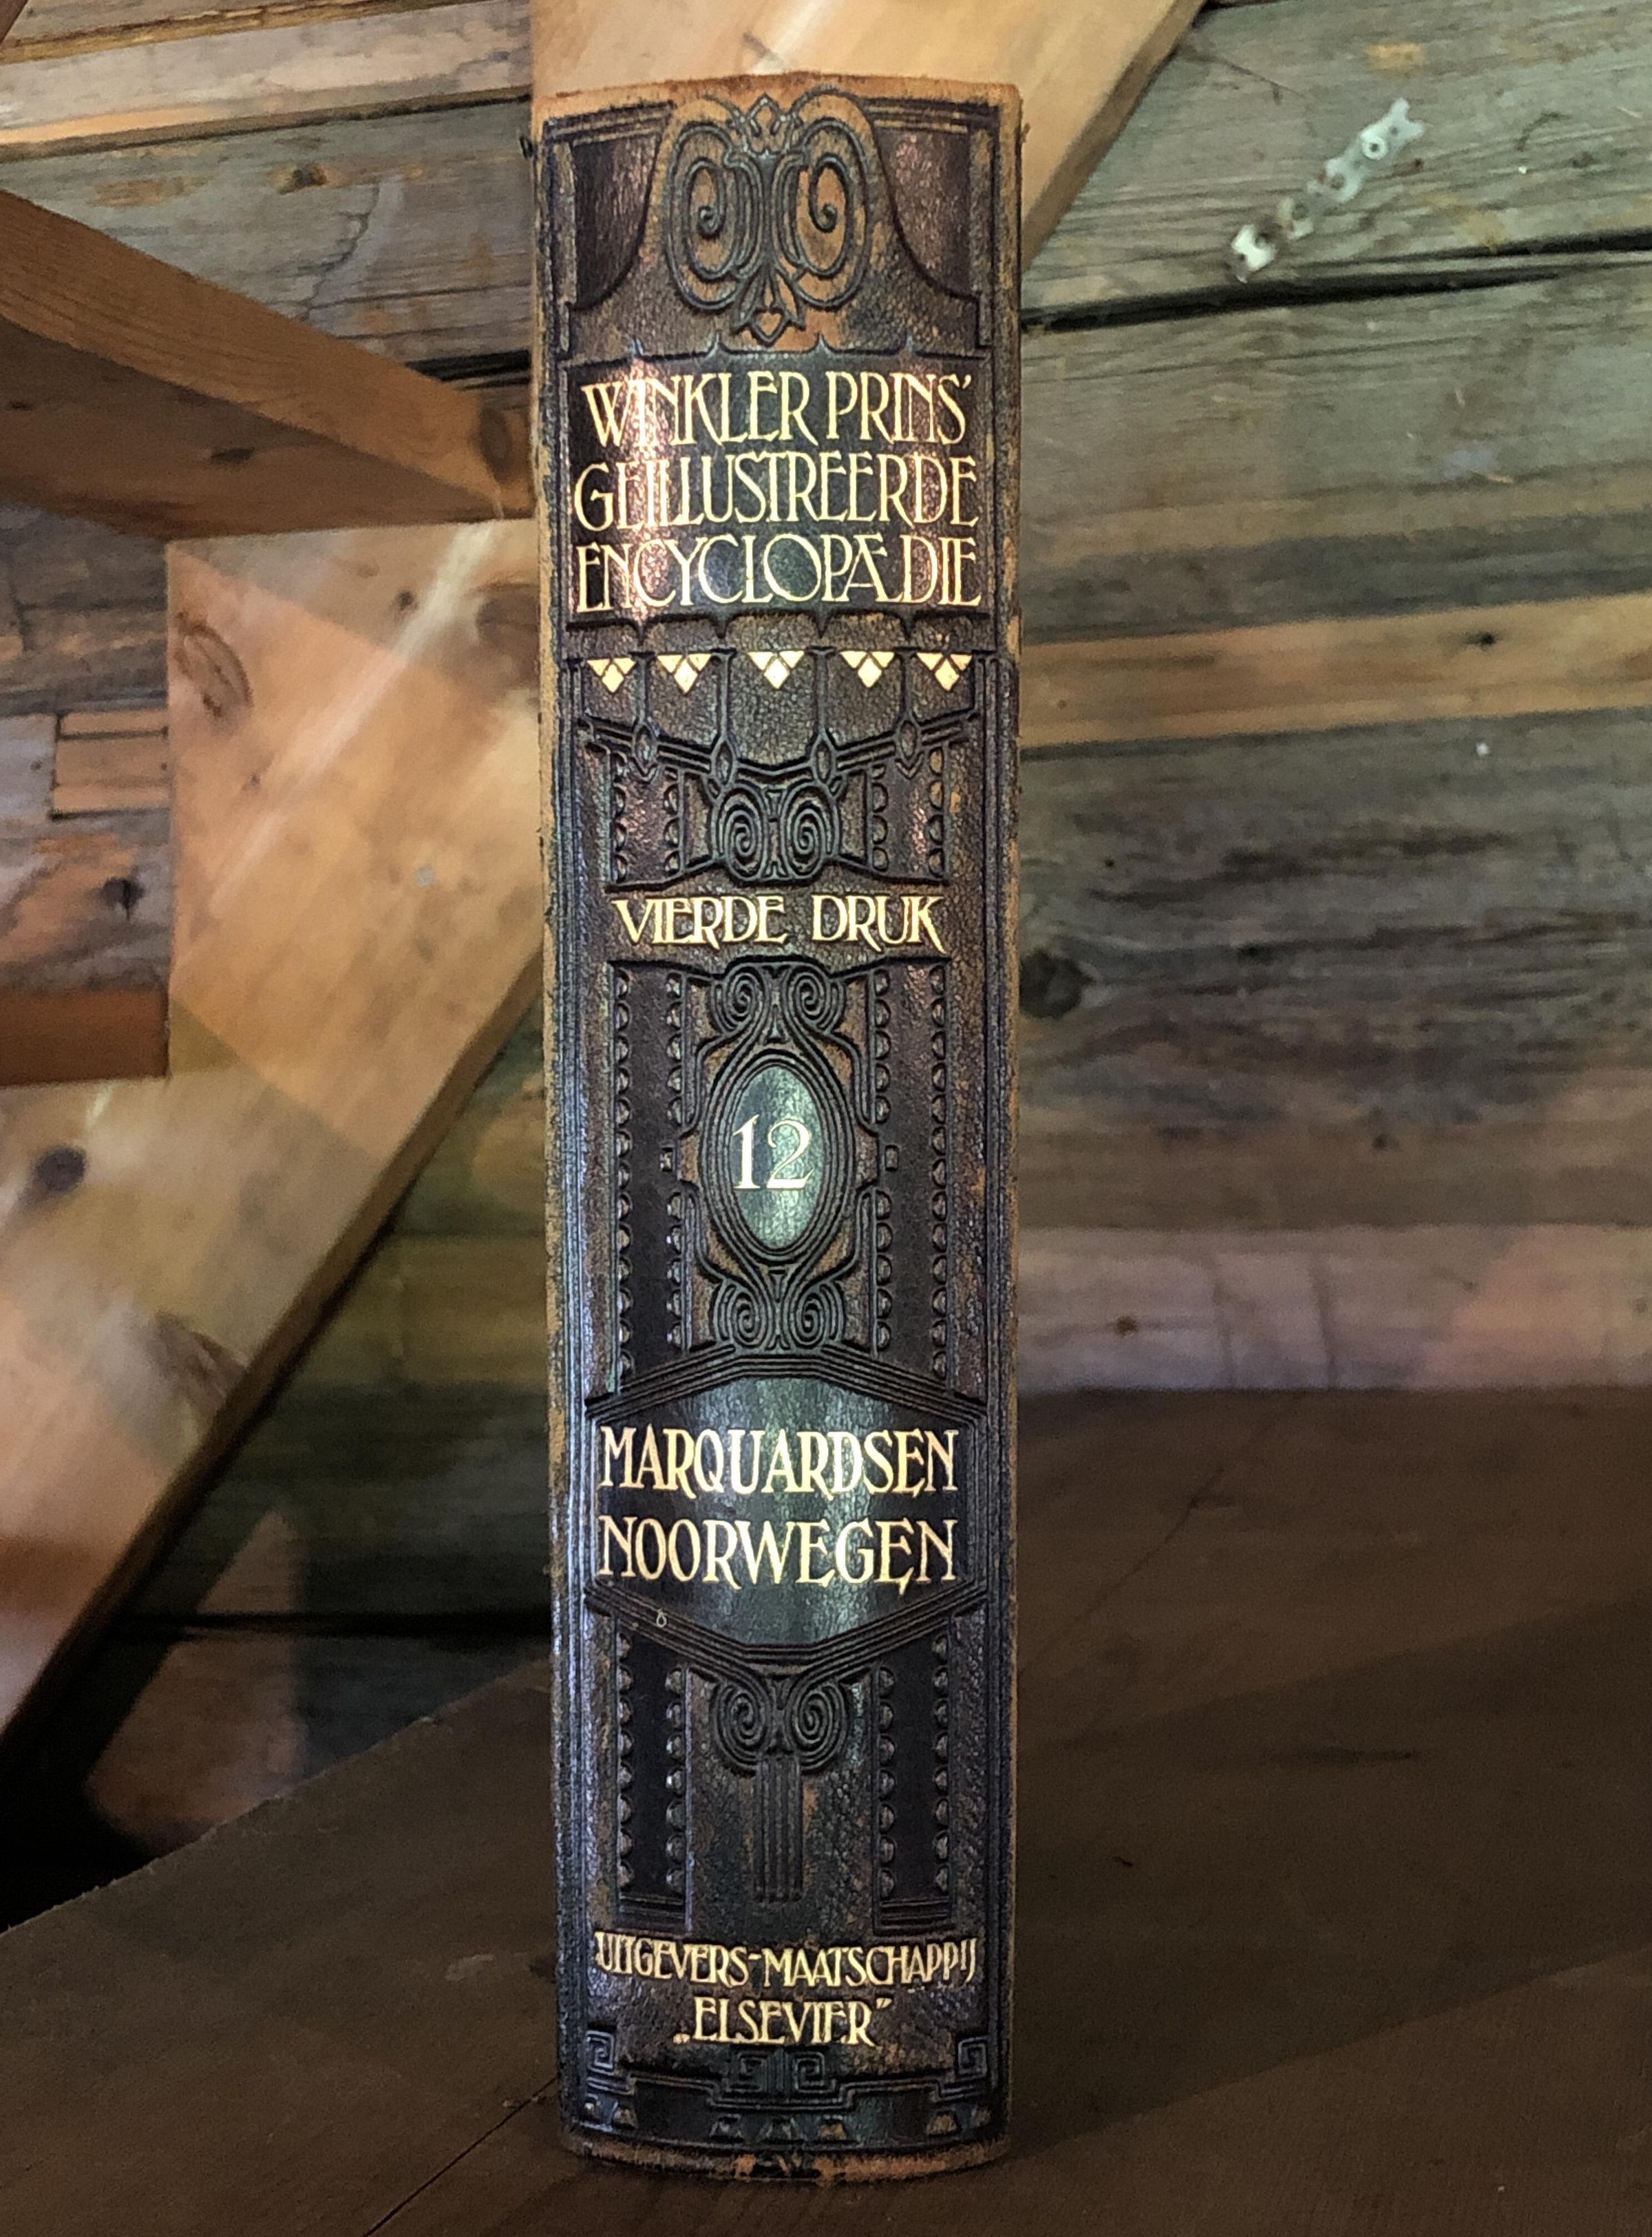 WINKLER PRINS'
GEÏLLUSTREERDE
ENCYCLOPÆDIE
VIERDE DRUK
12
MARQUARDSEN
NOORWEGEN
UITGEVERS-MAATSCHAPPIJ
„ELSEVIER”